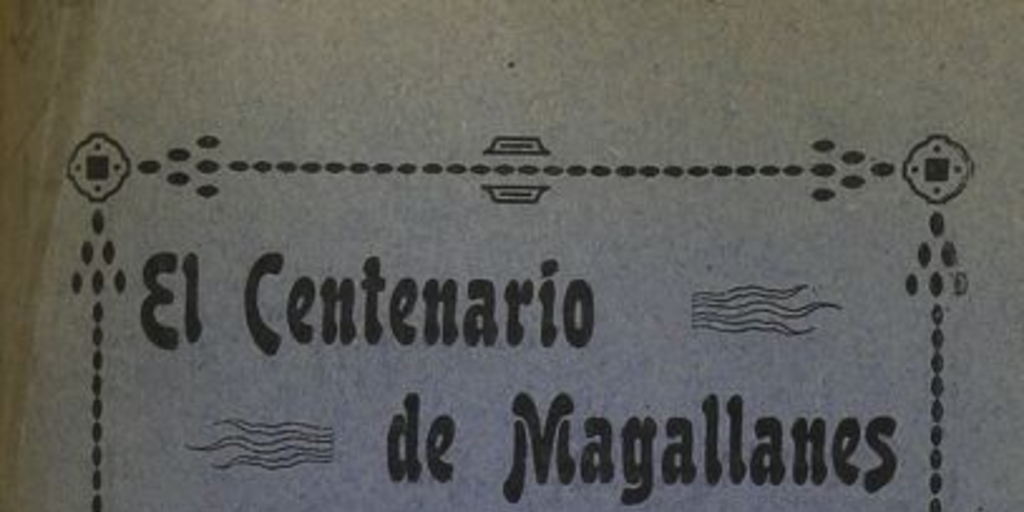 El Centenario
de Magallanes